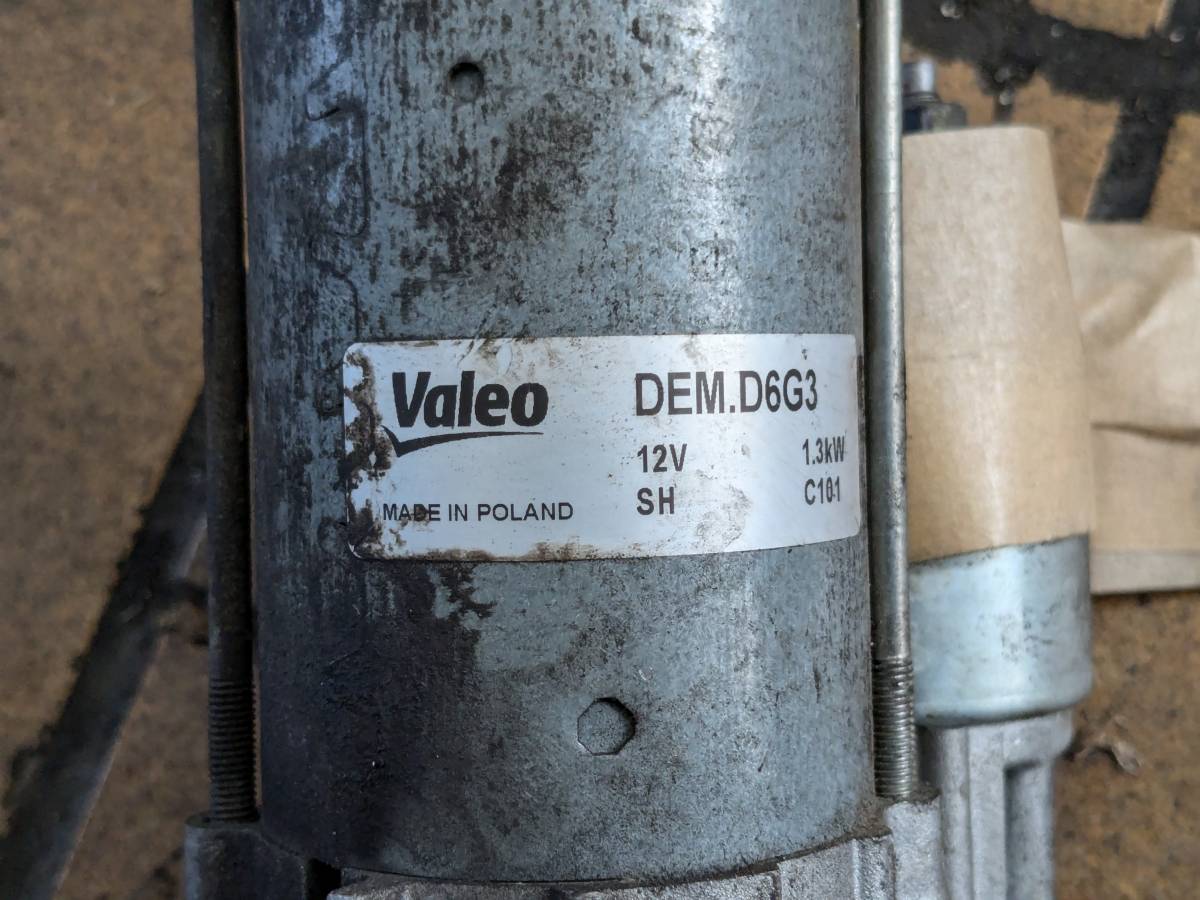 Valeo
DEM.D6G3
12V 1.3kW
SH C101
MADE IN POLAND